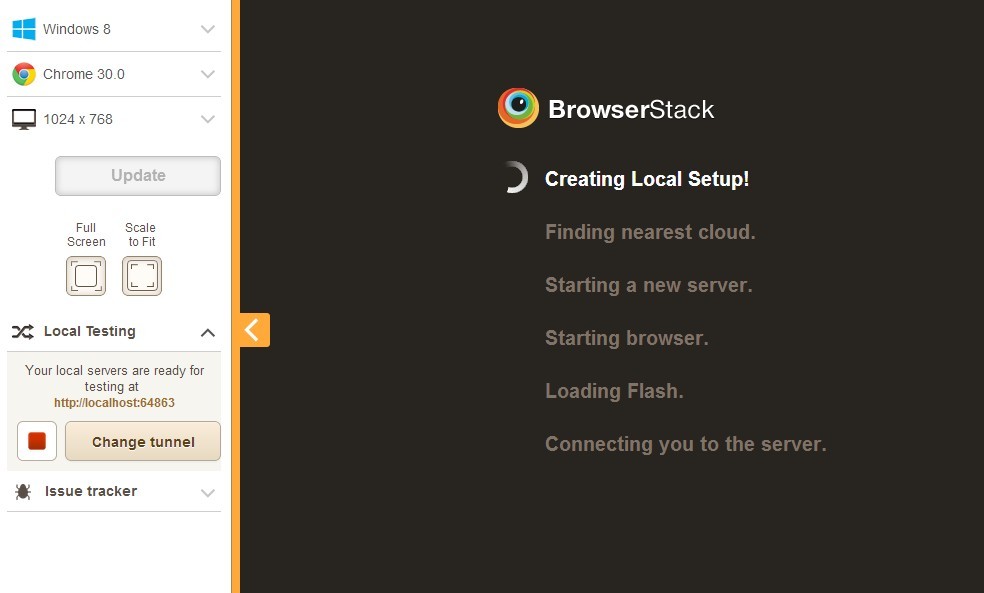 Windows 8
Chrome 30.0
1024 x 768
Update
Full
Screen
Scale
to Fit
Local Testing
Your local servers are ready for
testing at
http://localhost:64863
Change tunnel
Issue tracker
BrowserStack
Creating Local Setup!
Finding nearest cloud.
Starting a new server.
Starting browser.
Loading Flash.
Connecting you to the server.